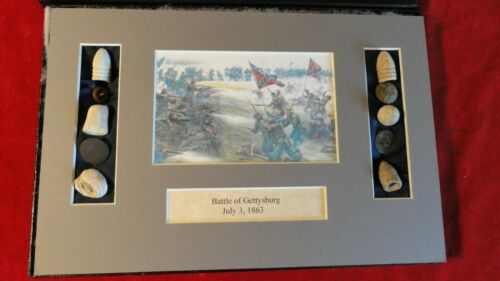 Battle of Gettysburg
July 3, 1863